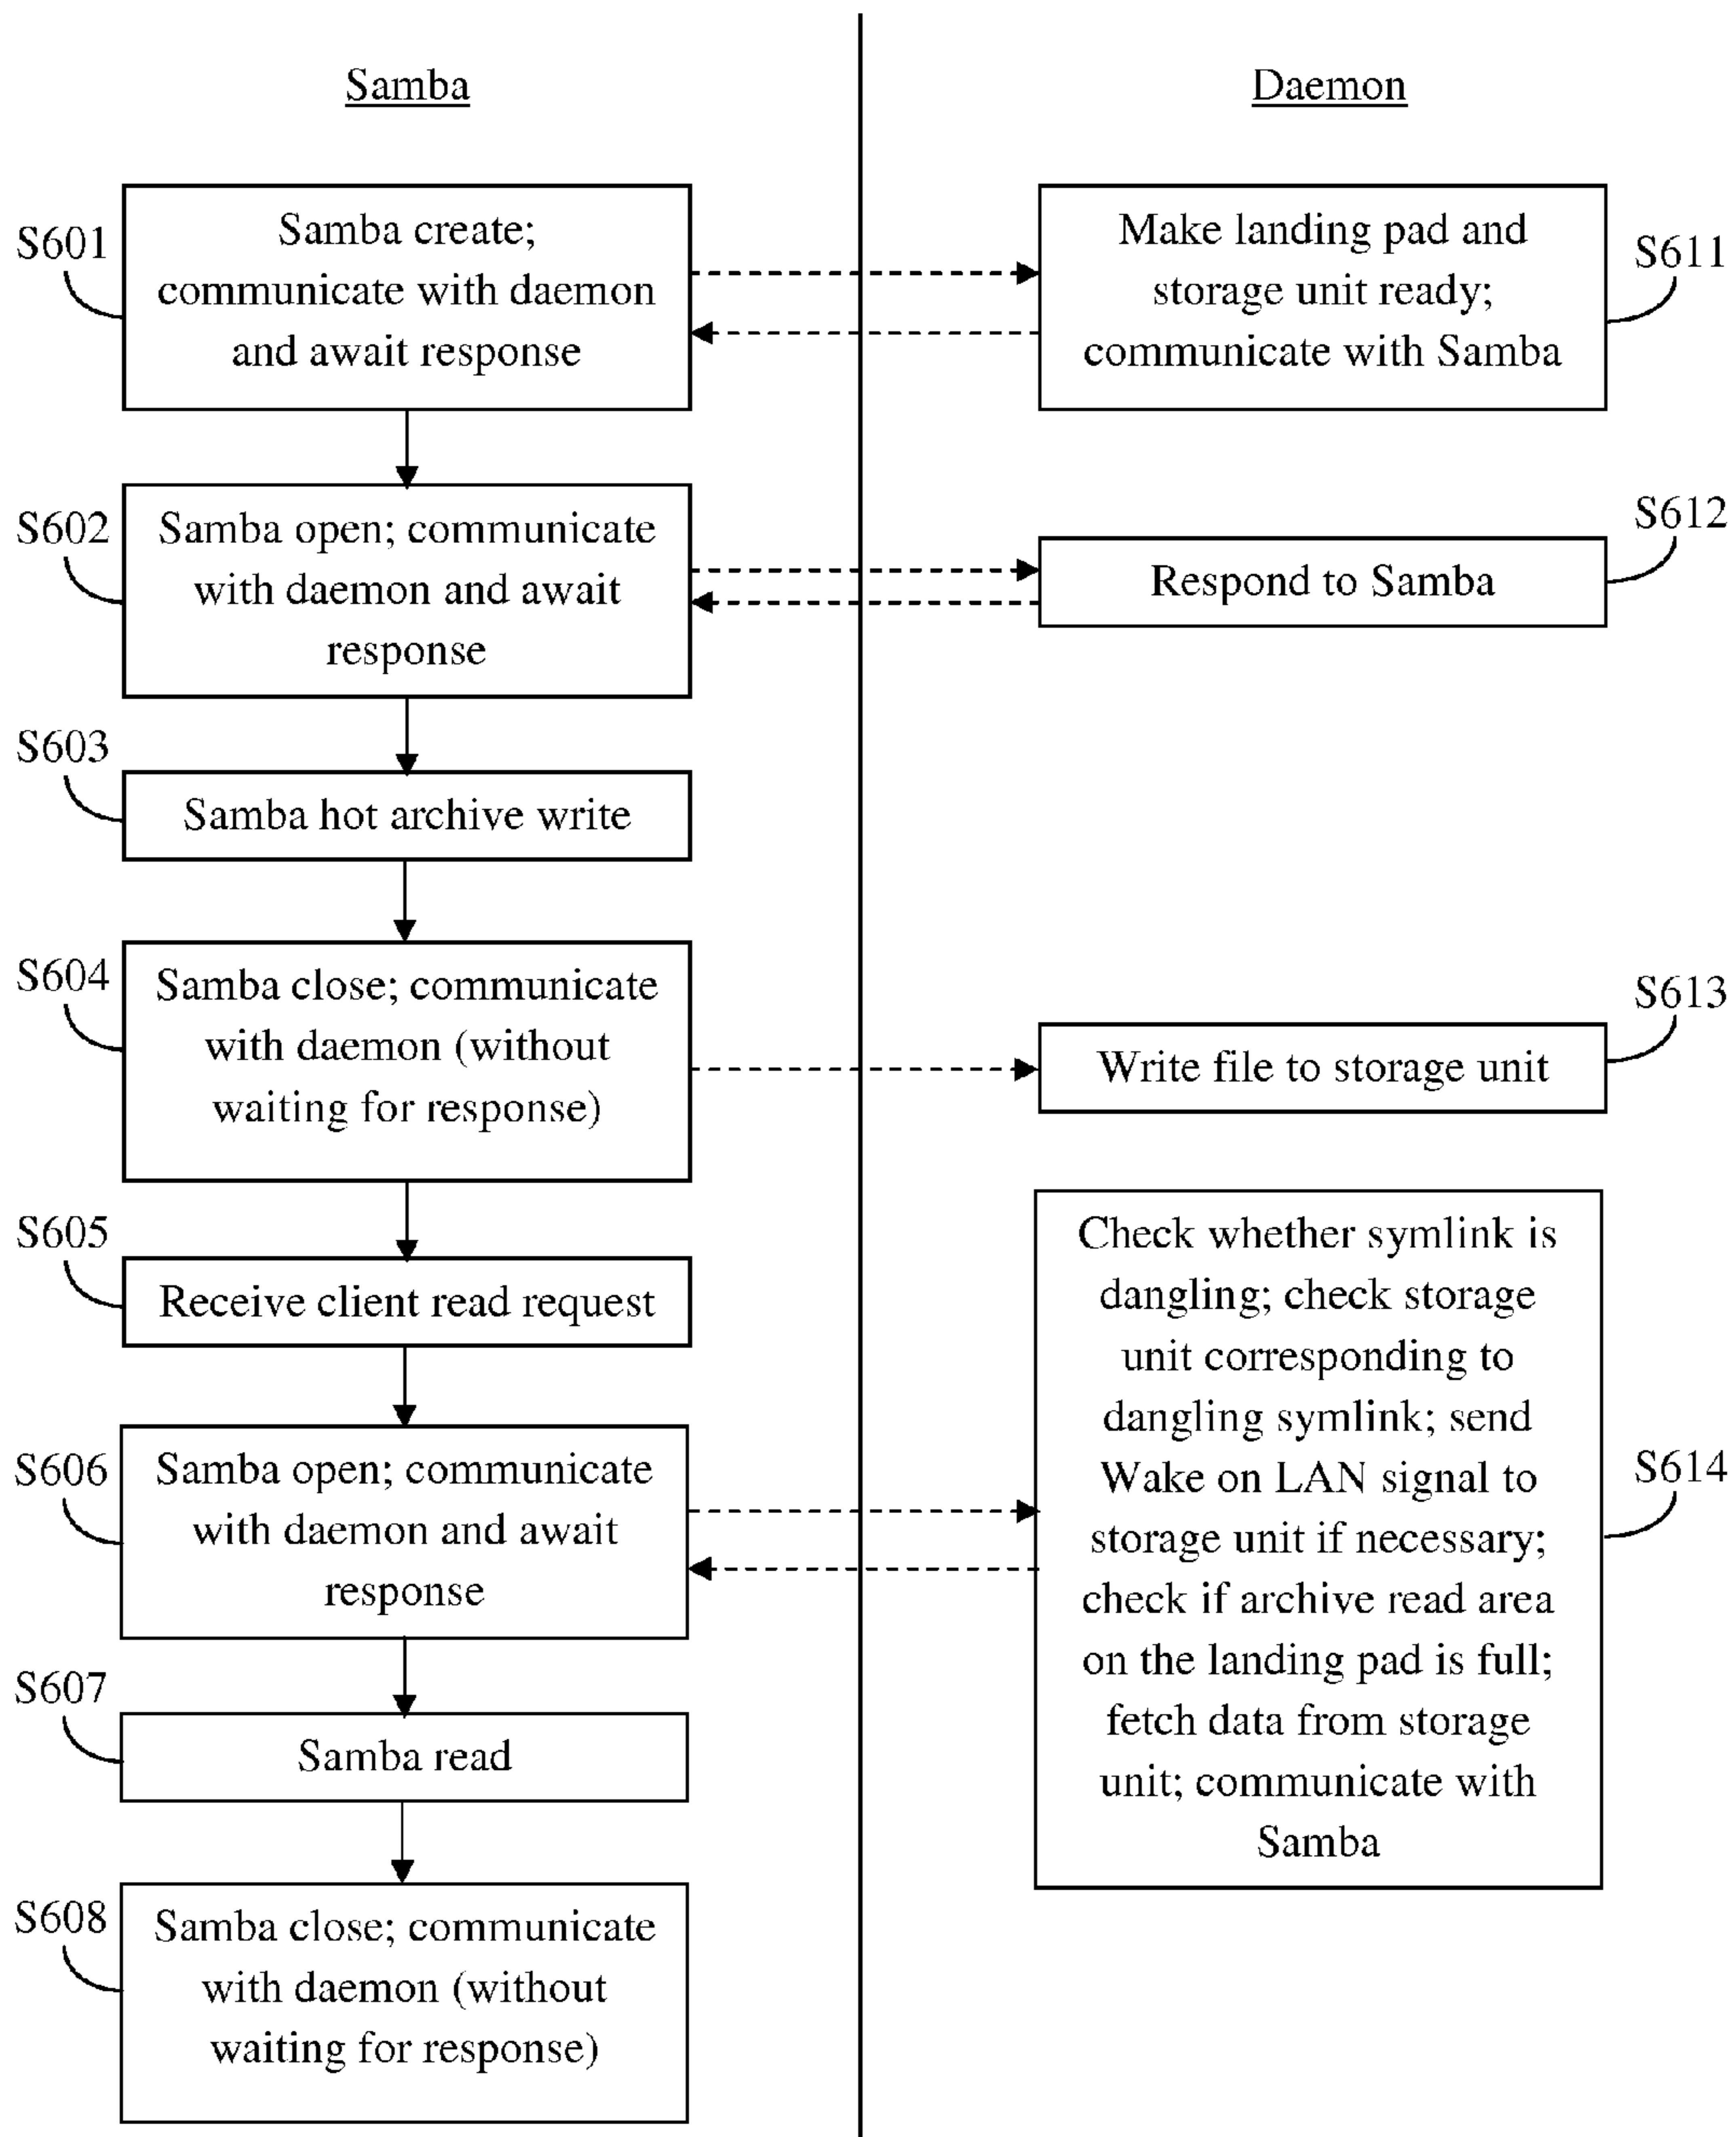 Samba
Daemon
S601
Samba create;
communicate with daemon
and await response
Make landing pad and
storage unit ready;
communicate with Samba
S611
S602
Samba open; communicate
with daemon and await
response
Respond to Samba
S612
S603
Samba hot archive write
S604
Samba close; communicate
with daemon (without
waiting for response)
Write file to storage unit
S613
S605
Receive client read request
S606
Samba open; communicate
with daemon and await
response
Check whether symlink is
dangling; check storage
unit corresponding to
dangling symlink; send
Wake on LAN signal to
storage unit if necessary;
check if archive read area
on the landing pad is full;
fetch data from storage
unit; communicate with
Samba
S614
S607
Samba read
S608
Samba close; communicate
with daemon (without
waiting for response)